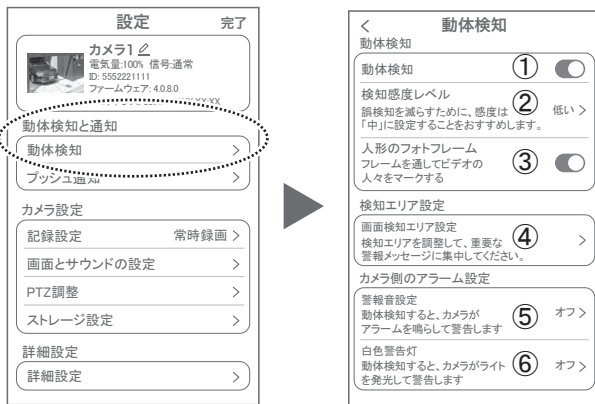 設定
完了
カメラ1
電気量:100% 信号:通常
ID: 5552221111
ファームウェア: 4.0.8.0
動体検知と通知
動体検知
プッシュ通知
カメラ設定
記録設定 常時録画
画面とサウンドの設定
PTZ調整
ストレージ設定
詳細設定
詳細設定
動体検知
動体検知
動体検知 ①
検知感度レベル
誤検知を減らすために、感度は
「中」に設定することをおすすめします。
② 低い
人形のフォトフレーム
フレームを通してビデオの
人々をマークする
③
検知エリア設定
画面検知エリア設定
検知エリアを調整して、重要な
警報メッセージに集中してください。
④
カメラ側のアラーム設定
警報音設定
動体検知すると、カメラが
アラームを鳴らして警告します
⑤ オフ
白色警告灯
動体検知すると、カメラがライト
を発光して警告します
⑥ オフ